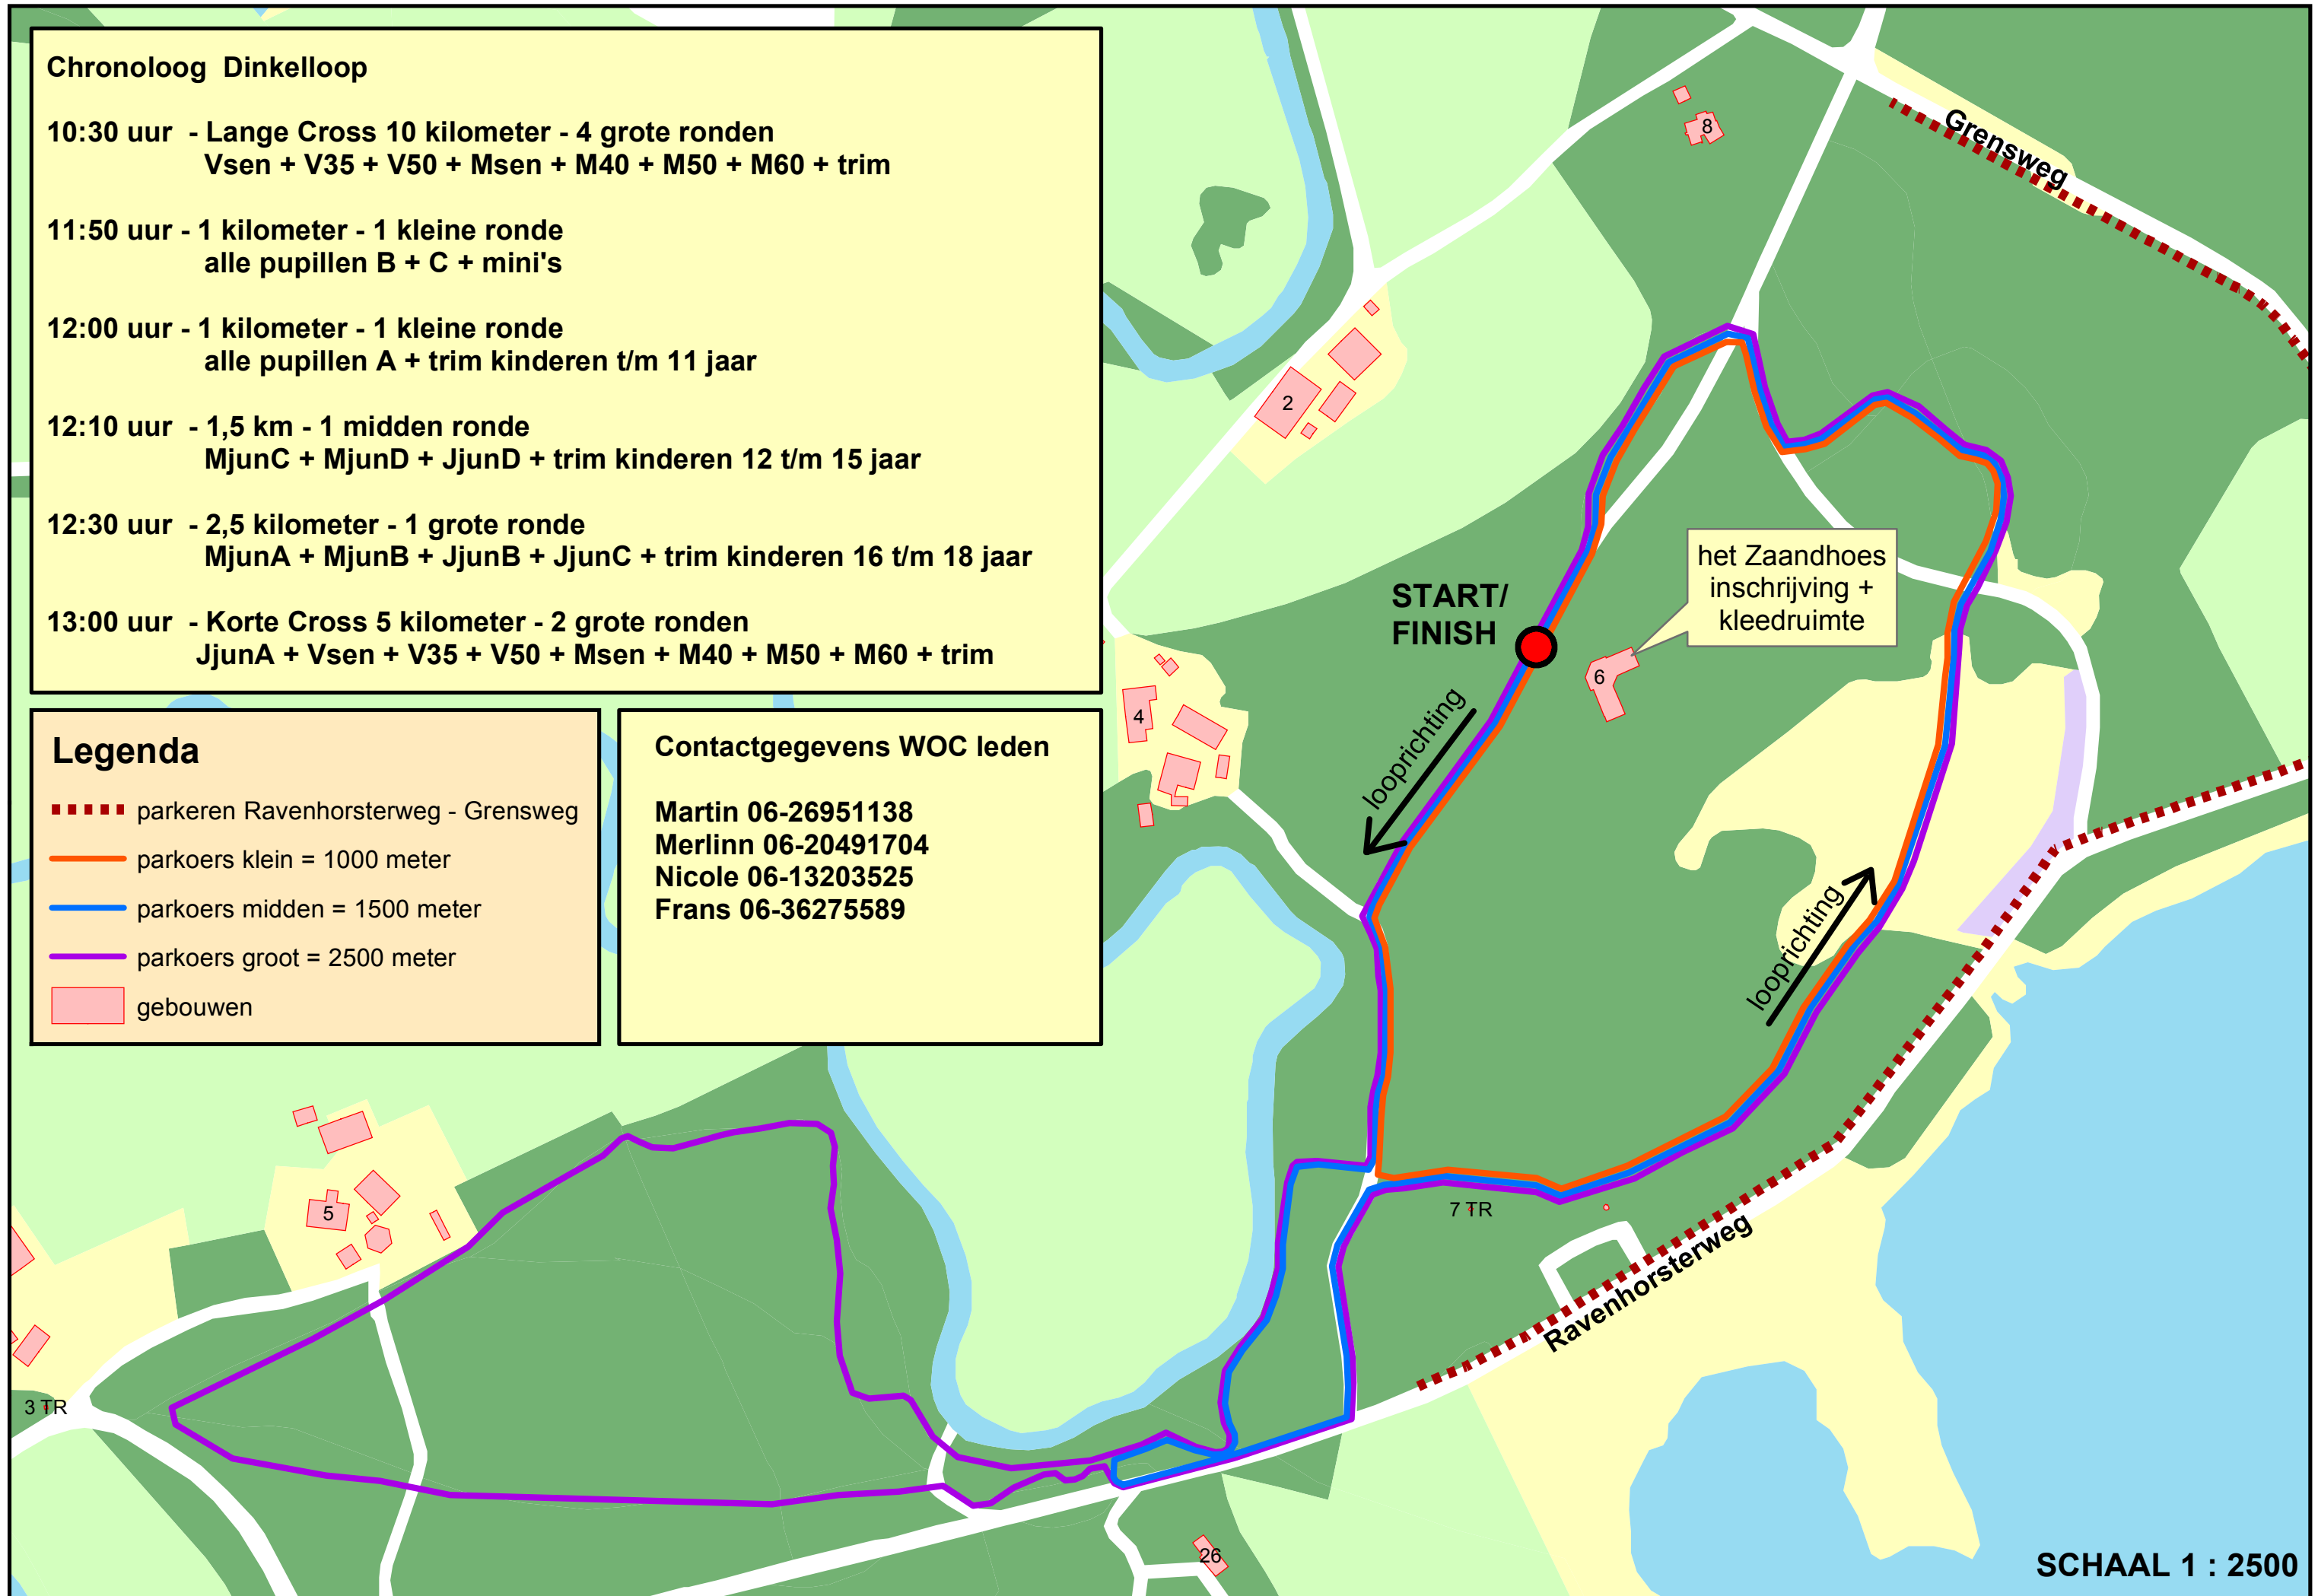 Chronoloog  Dinkelloop
10:30 uur  - Lange Cross 10 kilometer - 4 grote ronden
Vsen + V35 + V50 + Msen + M40 + M50 + M60 + trim
11:50 uur - 1 kilometer - 1 kleine ronde
alle pupillen B + C + mini's
12:00 uur - 1 kilometer - 1 kleine ronde
alle pupillen A + trim kinderen t/m 11 jaar
12:10 uur  - 1,5 km - 1 midden ronde
MjunC + MjunD + JjunD + trim kinderen 12 t/m 15 jaar
12:30 uur  - 2,5 kilometer - 1 grote ronde
MjunA + MjunB + JjunB + JjunC + trim kinderen 16 t/m 18 jaar
13:00 uur  - Korte Cross 5 kilometer - 2 grote ronden
JjunA + Vsen + V35 + V50 + Msen + M40 + M50 + M60 + trim
Legenda
parkeren Ravenhorsterweg - Grensweg
parkoers klein = 1000 meter
parkoers midden = 1500 meter
parkoers groot = 2500 meter
gebouwen
Contactgegevens WOC leden
Martin 06-26951138
Merlinn 06-20491704
Nicole 06-13203525
Frans 06-36275589
8
Grensweg
2
START/
FINISH
het Zaandhoes
inschrijving +
kleedruimte
6
4
looprichting
looprichting
5
7 TR
Ravenhorsterweg
3 TR
26
SCHAAL 1 : 2500